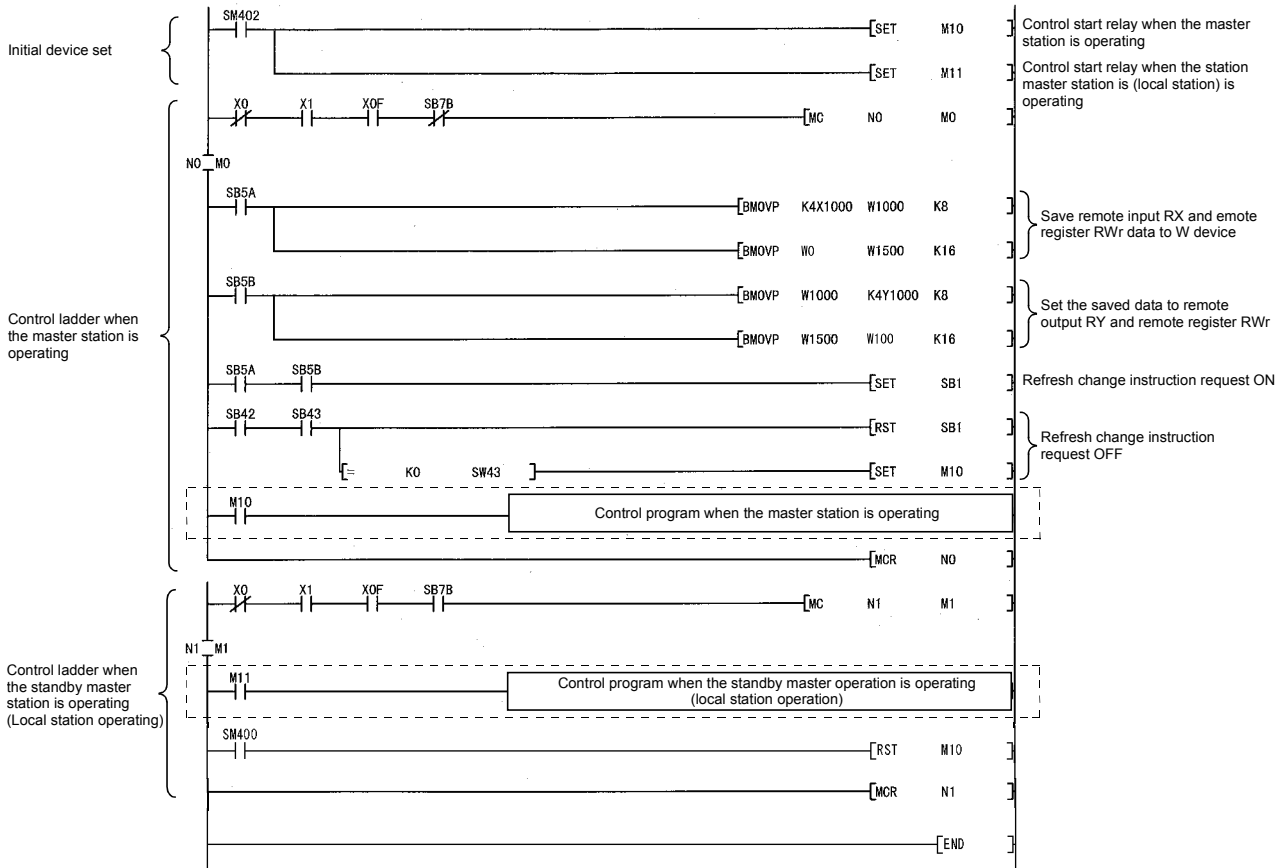 SM402
Initial device set
[SET M10 ]
Control start relay when the master
station is operating
[SET M11 ]
Control start relay when the station
master station is (local station) is
operating
X0 X1 X0F SB7B
[MC N0 M0 ]
N0 M0
SB5A
[BMOVP K4X1000 W1000 K8 ]
[BMOVP W0 W1500 K16 ]
Save remote input RX and emote
register RWr data to W device
SB5B
[BMOVP W1000 K4Y1000 K8 ]
[BMOVP W1500 W100 K16 ]
Set the saved data to remote
output RY and remote register RWr
Control ladder when
the master station is
operating
SB5A SB5B
[SET SB1 ]
Refresh change instruction request ON
SB42 SB43
[RST SB1 ]
[= K0 SW43 ]
[SET M10 ]
Refresh change instruction
request OFF
M10
Control program when the master station is operating
[MCR N0 ]
X0 X1 X0F SB7B
[MC N1 M1 ]
N1 M1
Control ladder when
the standby master
station is operating
(Local station operating)
M11
Control program when the standby master operation is operating
(local station operation)
SM400
[RST M10 ]
[MCR N1 ]
[END ]